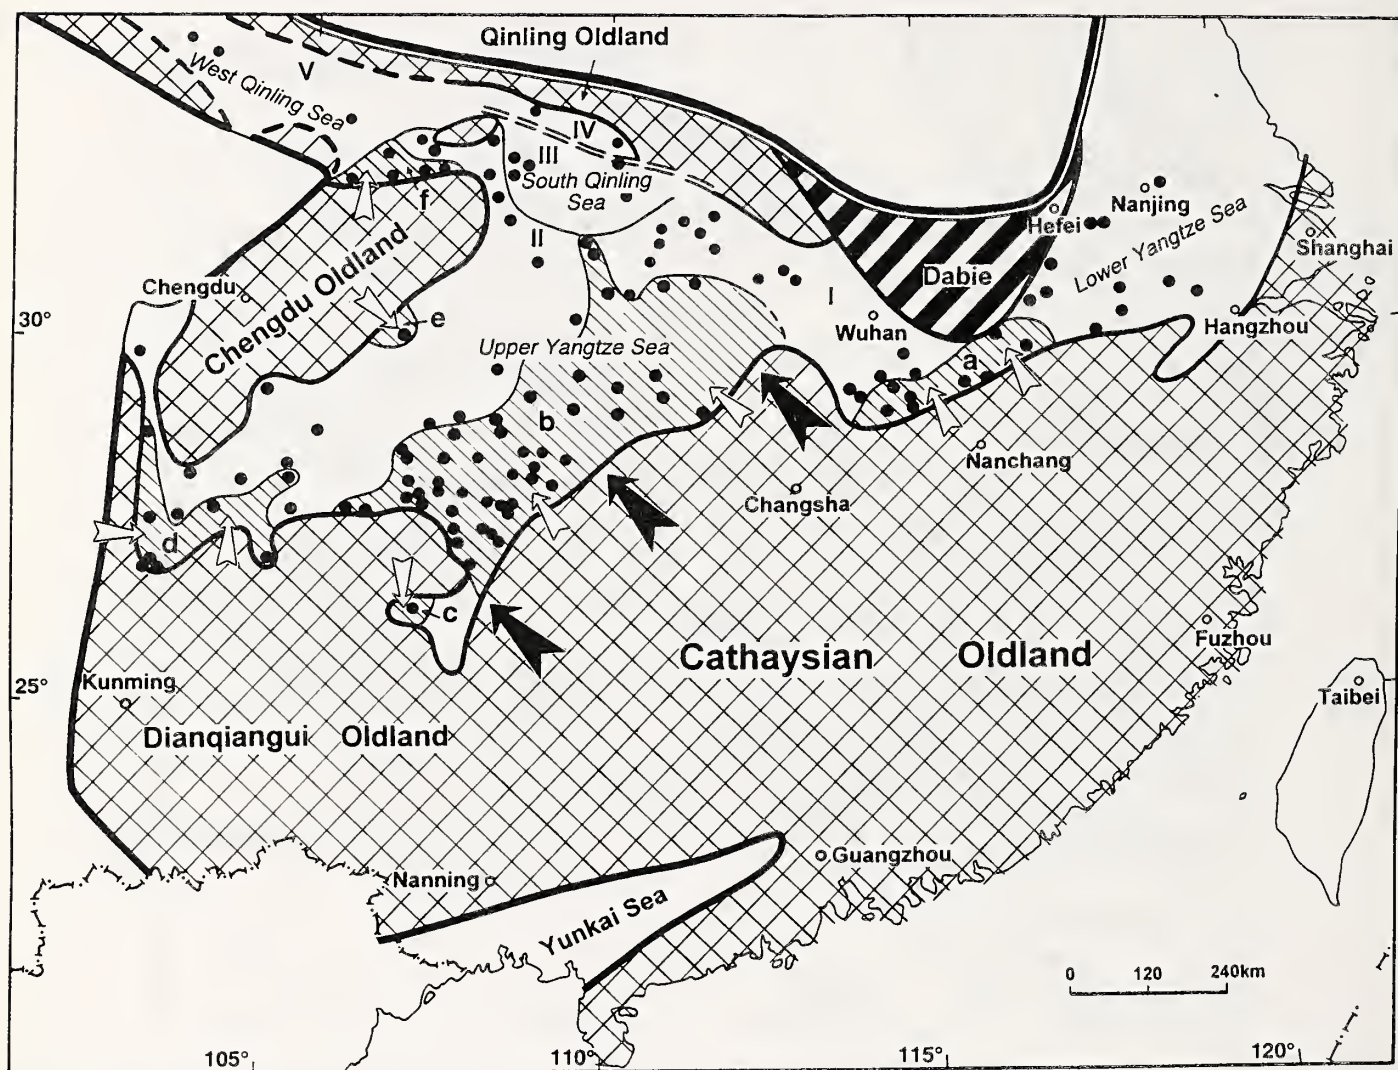 Qinling Oldland
West Qinling Sea
V
IV
III
South Qinling
Sea
f
II
Nanjing
Hefei
Lower Yangtze Sea
Shanghai
Chengdu
Chengdu Oldland
Dabie
I
30°
e
Wuhan
Hangzhou
Upper Yangtze Sea
a
b
Nanchang
Changsha
d
c
Fuzhou
Cathaysian Oldland
Kunming
25°
Taibei
Dianqiangui Oldland
Guangzhou
Nanning
Yunkai Sea
0 120 240km
105° 110° 115° 120°